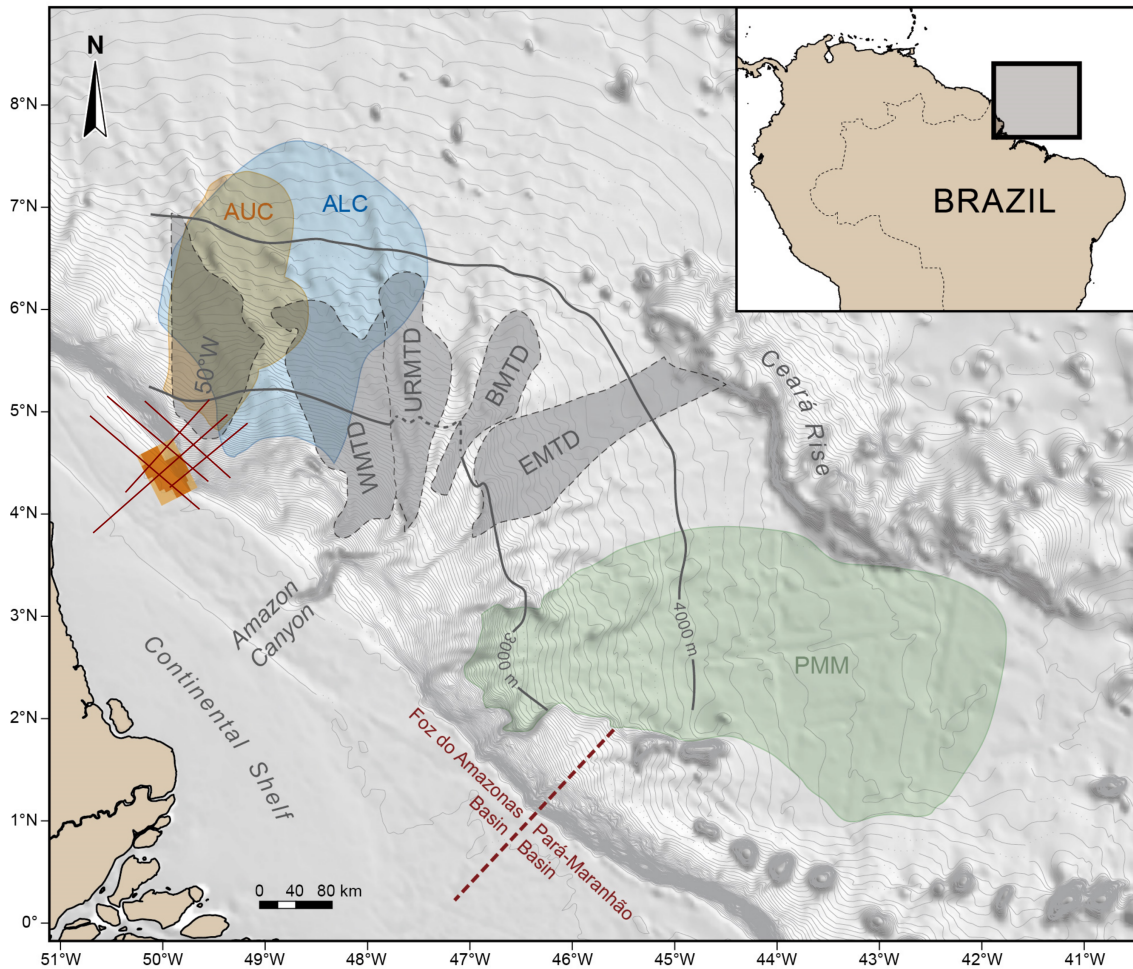 N
8°N
7°N
6°N
5°N
4°N
3°N
2°N
1°N
0°
BRAZIL
AUC
ALC
50°W
WMTD
URMTD
BMTD
EMTD
Ceará Rise
Amazon
Canyon
Continental Shelf
3000 m
4000 m
PMM
Foz do Amazonas
Basin
Pará-Maranhão
Basin
0 40 80 km
51°W 50°W 49°W 48°W 47°W 46°W 45°W 44°W 43°W 42°W 41°W